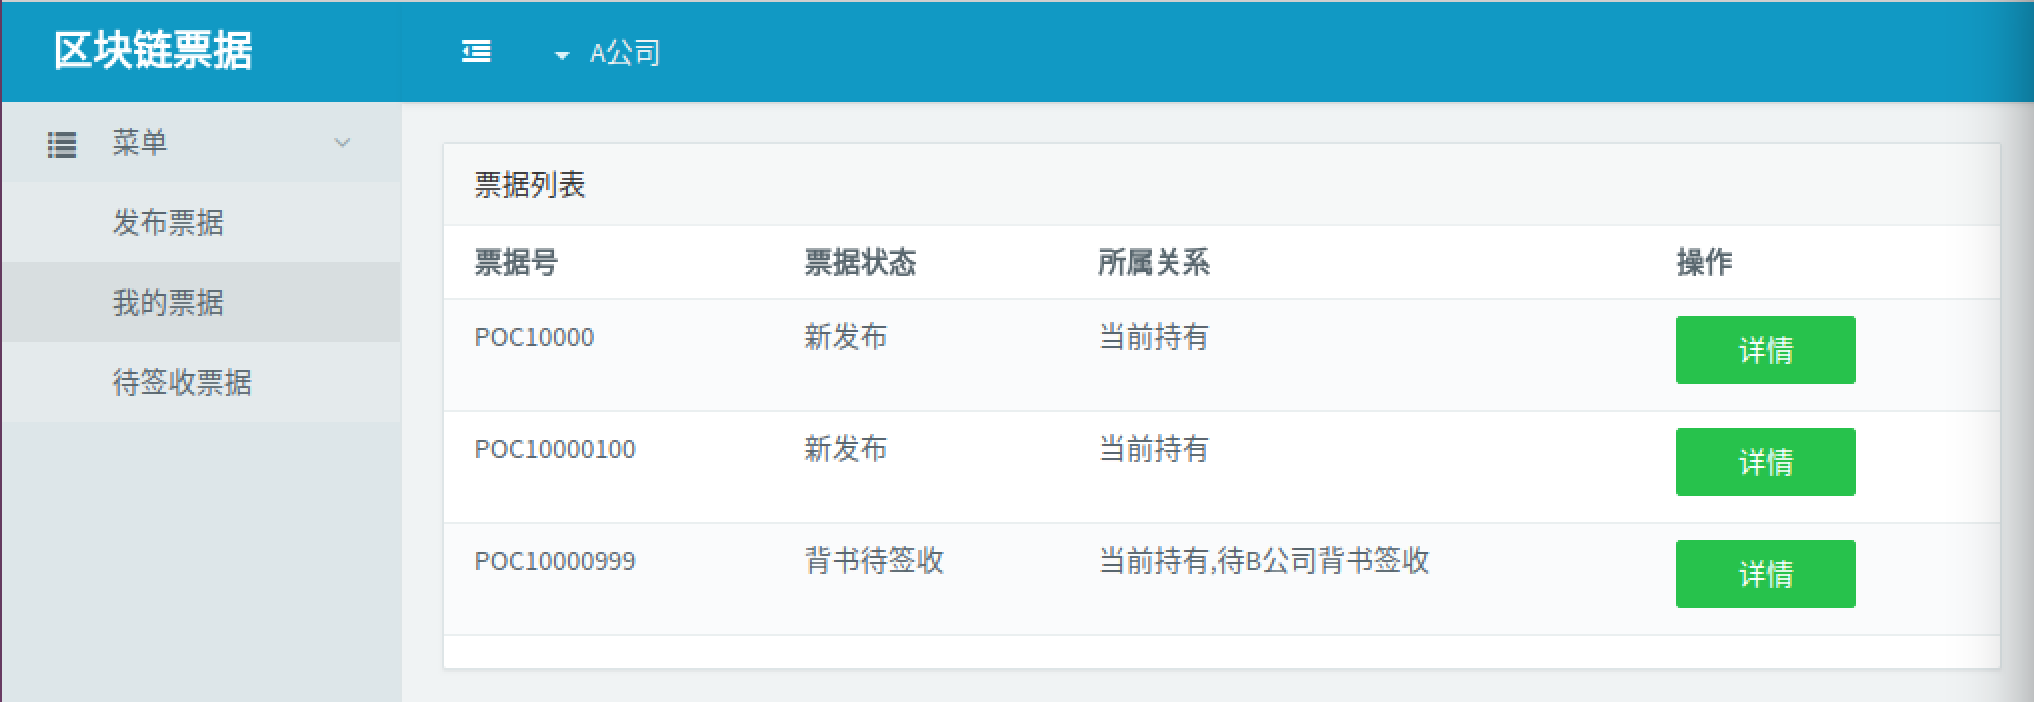 区块链票据
A公司
菜单
发布票据
我的票据
待签收票据
票据列表
票据号 票据状态 所属关系 操作
POC10000 新发布 当前持有 详情
POC10000100 新发布 当前持有 详情
POC10000999 背书待签收 当前持有,待B公司背书签收 详情